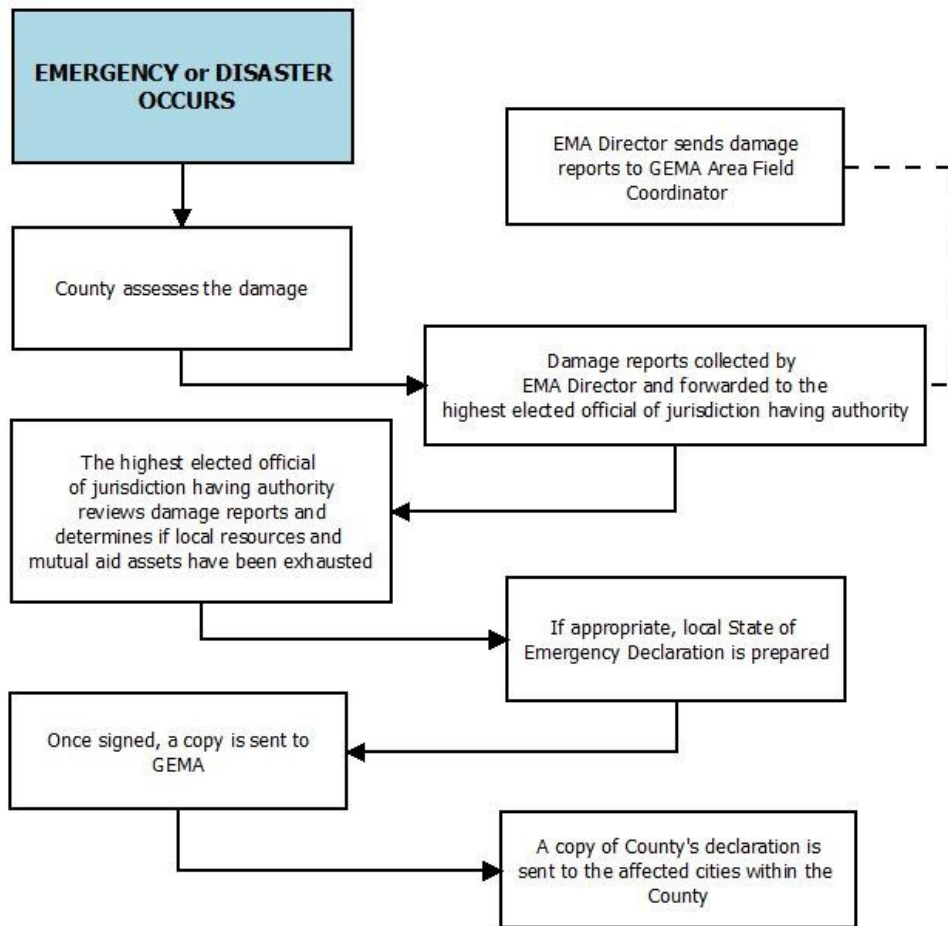 EMERGENCY or DISASTER
OCCURS
EMA Director sends damage
reports to GEMA Area Field
Coordinator
County assesses the damage
Damage reports collected by
EMA Director and forwarded to the
highest elected official of jurisdiction having authority
The highest elected official
of jurisdiction having authority
reviews damage reports and
determines if local resources and
mutual aid assets have been exhausted
If appropriate, local State of
Emergency Declaration is prepared
Once signed, a copy is sent to
GEMA
A copy of County's declaration is
sent to the affected cities within the
County